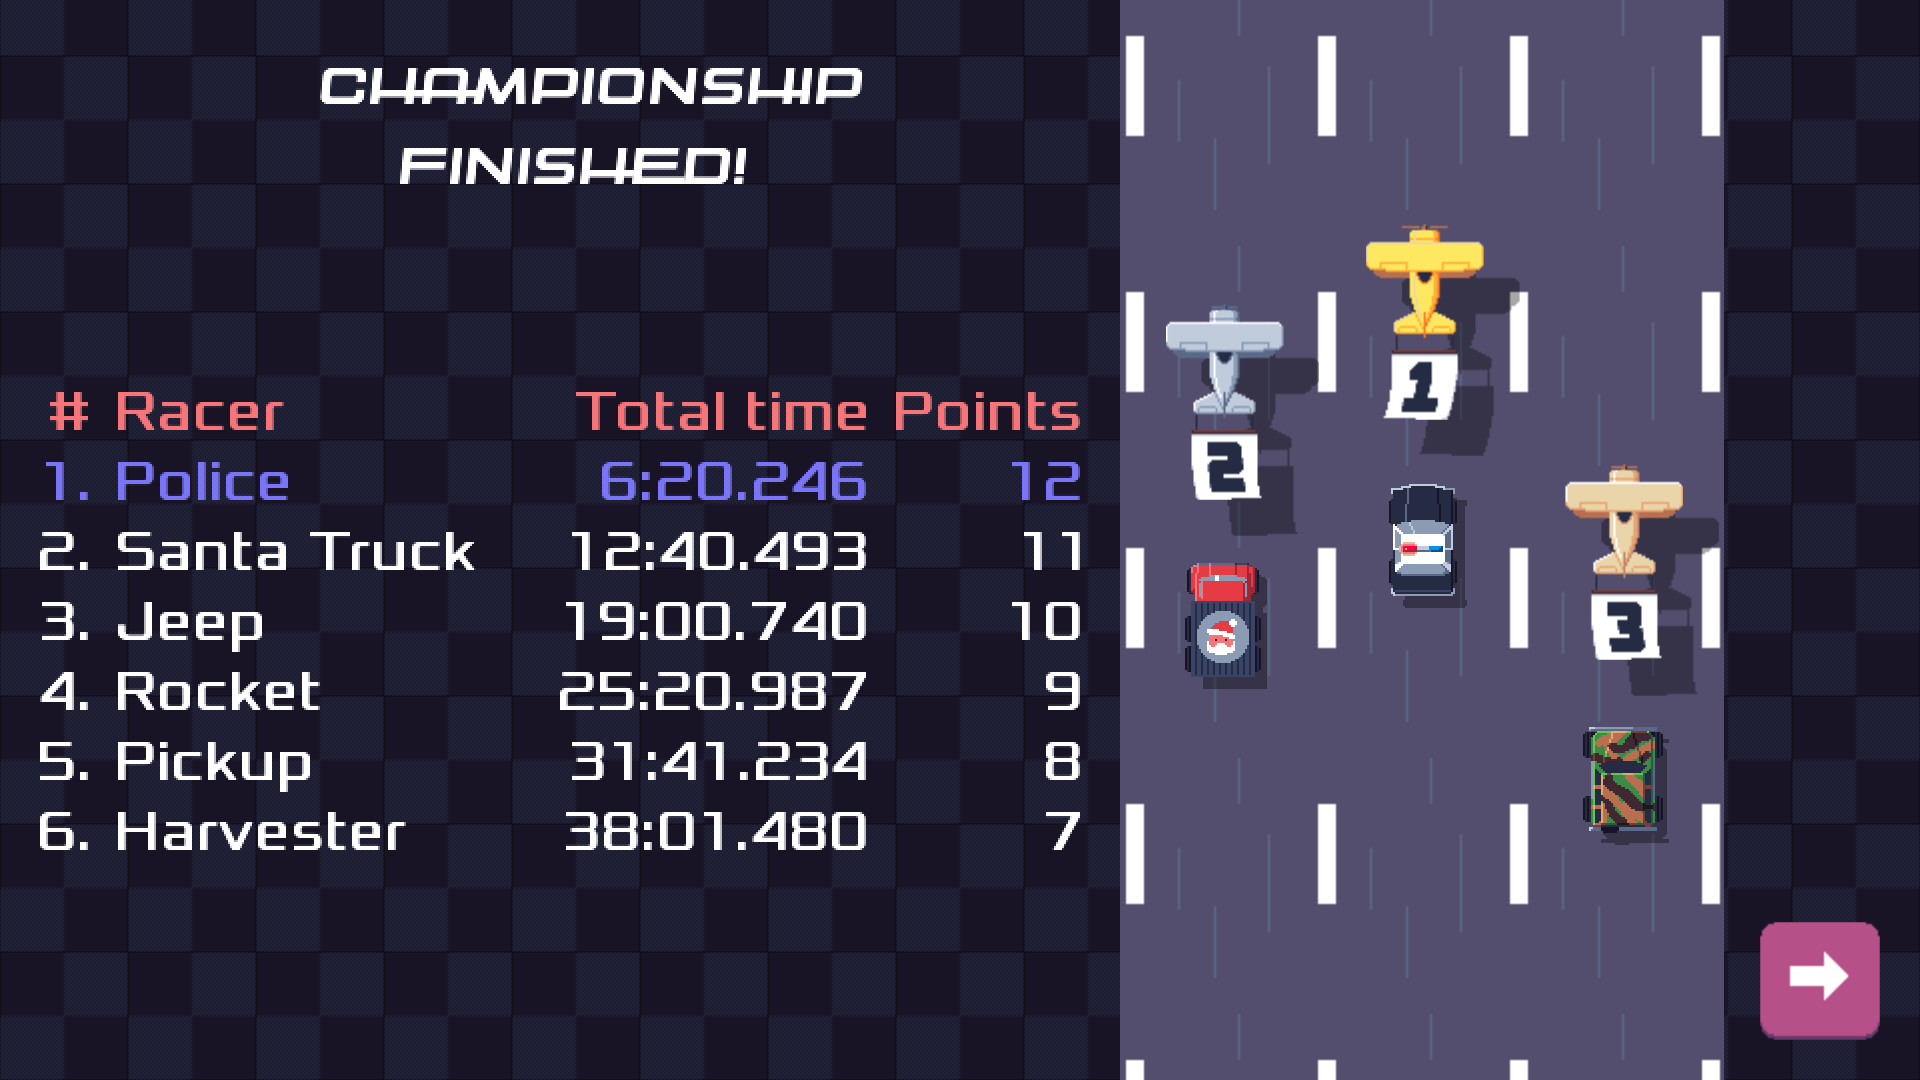 CHAMPIONSHIP
FINISHED!
# Racer Total time Points
1. Police 6:20.246 12
2. Santa Truck 12:40.493 11
3. Jeep 19:00.740 10
4. Rocket 25:20.987 9
5. Pickup 31:41.234 8
6. Harvester 38:01.480 7
1
2
3